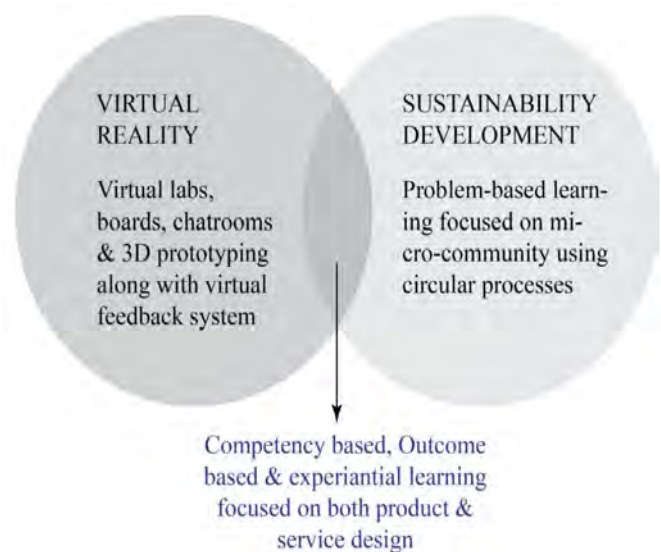 VIRTUAL
REALITY
Virtual labs,
boards, chatrooms
& 3D prototyping
along with virtual
feedback system
SUSTAINABILITY
DEVELOPMENT
Problem-based learn-
ing focused on mi-
cro-community using
circular processes
Competency based, Outcome
based & experiantial learning
focused on both product &
service design